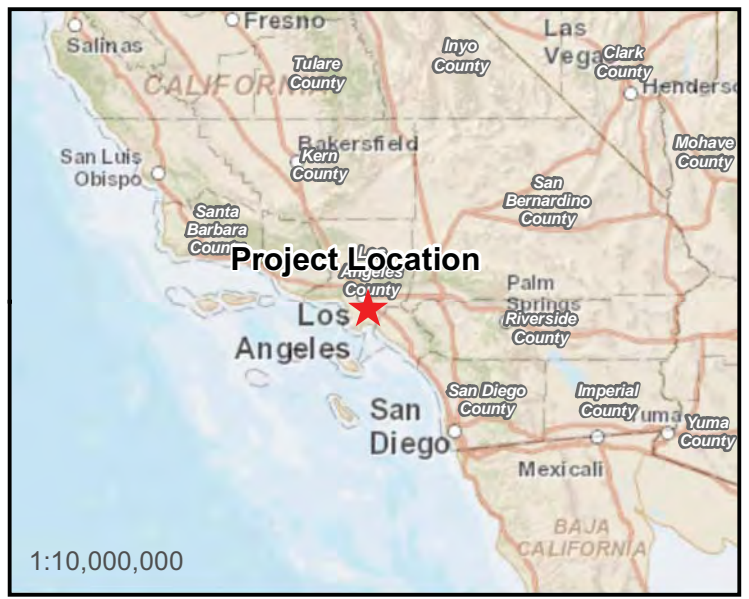 Fresno
Salinas
Las
Vegas
Clark
County
Inyo
County
Tulare
County
CALIFORNIA
Henderso
Bakersfield
Kern
County
Mohave
County
San Luis
Obispo
San
Bernardino
County
Santa
Barbara
County
Project Location
Los
Angeles
County
Palm
Springs
Riverside
County
Los
Angeles
San Diego
County
Imperial
County
San
Diego
Yuma
Yuma
County
Mexicali
BAJA
CALIFORNIA
1:10,000,000